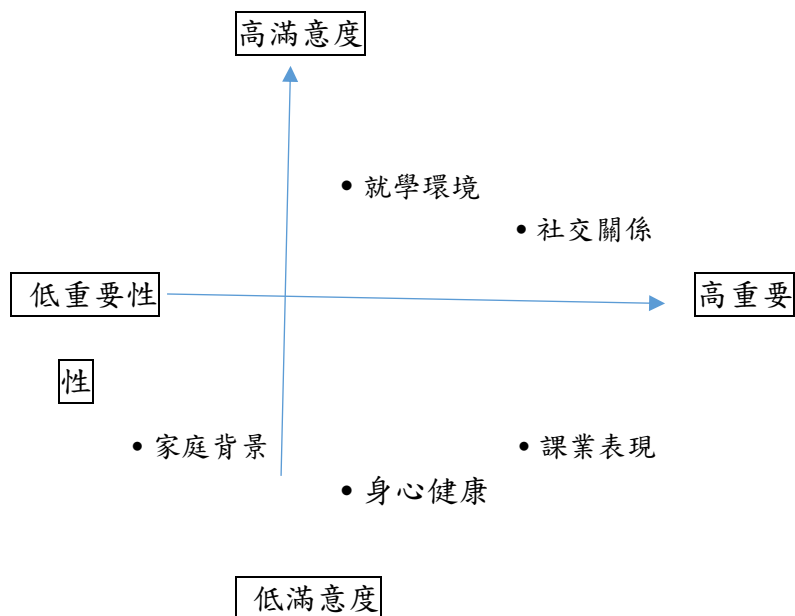 高滿意度
• 就學環境
• 社交關係
低重要性 高重要
性
• 家庭背景 • 課業表現
• 身心健康
低滿意度